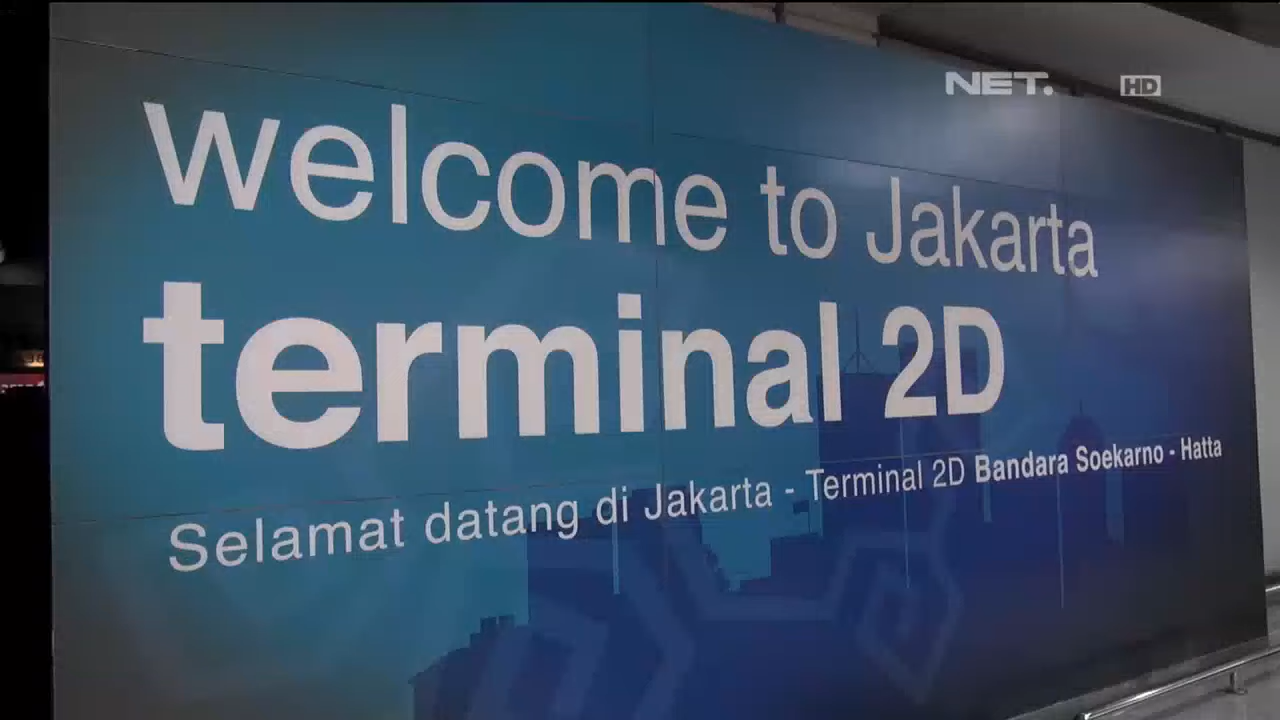 NET. HD
welcome to Jakarta
terminal 2D
Selamat datang di Jakarta - Terminal 2D Bandara Soekarno - Hatta